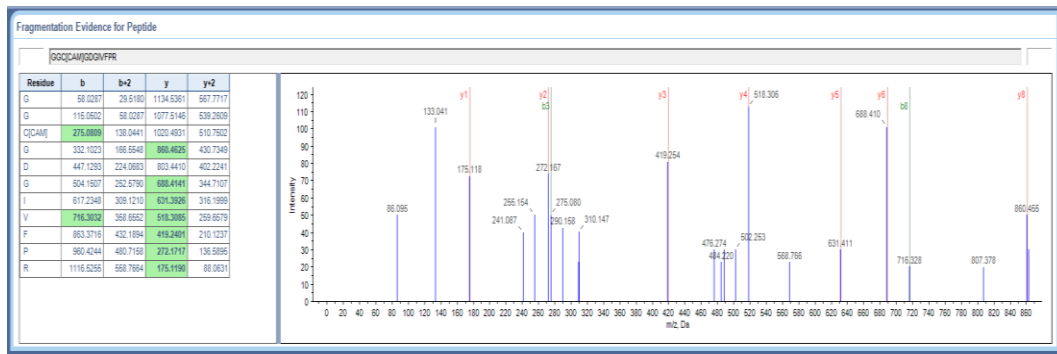 Fragmentation Evidence for Peptide
GGC[CAM]GDGIVFPR
Residue b b+2 y y+2
G 58.0287 29.5180 1134.5361 567.7717
G 115.0502 58.0287 1077.5146 539.2609
C[CAM] 275.0809 138.0441 1020.4931 510.7502
G 332.1023 166.5548 860.4625 430.7349
D 447.1293 224.0683 803.4410 402.2241
G 504.1507 252.5790 688.4141 344.7107
I 617.2348 309.1210 631.3926 316.1999
V 716.3032 358.6552 518.3085 259.6579
F 863.3716 432.1894 419.2401 210.1237
P 960.4244 480.7158 272.1717 136.5895
R 1116.5255 558.7664 175.1190 88.0631
Intensity
120
110
100
90
80
70
60
50
40
30
20
10
0
y1 y2 y3 y4 y5 y6 y8
b3 b8
518.306
133.041 688.410
175.118 272.167 419.254
86.095 255.154 275.080 860.455
241.087 290.158 310.147
476.274 502.253 631.411
484.220 568.766 716.328 807.378
0 20 40 60 80 100 120 140 160 180 200 220 240 260 280 300 320 340 360 380 400 420 440 460 480 500 520 540 560 580 600 620 640 660 680 700 720 740 760 780 800 820 840 860
m/z, Da